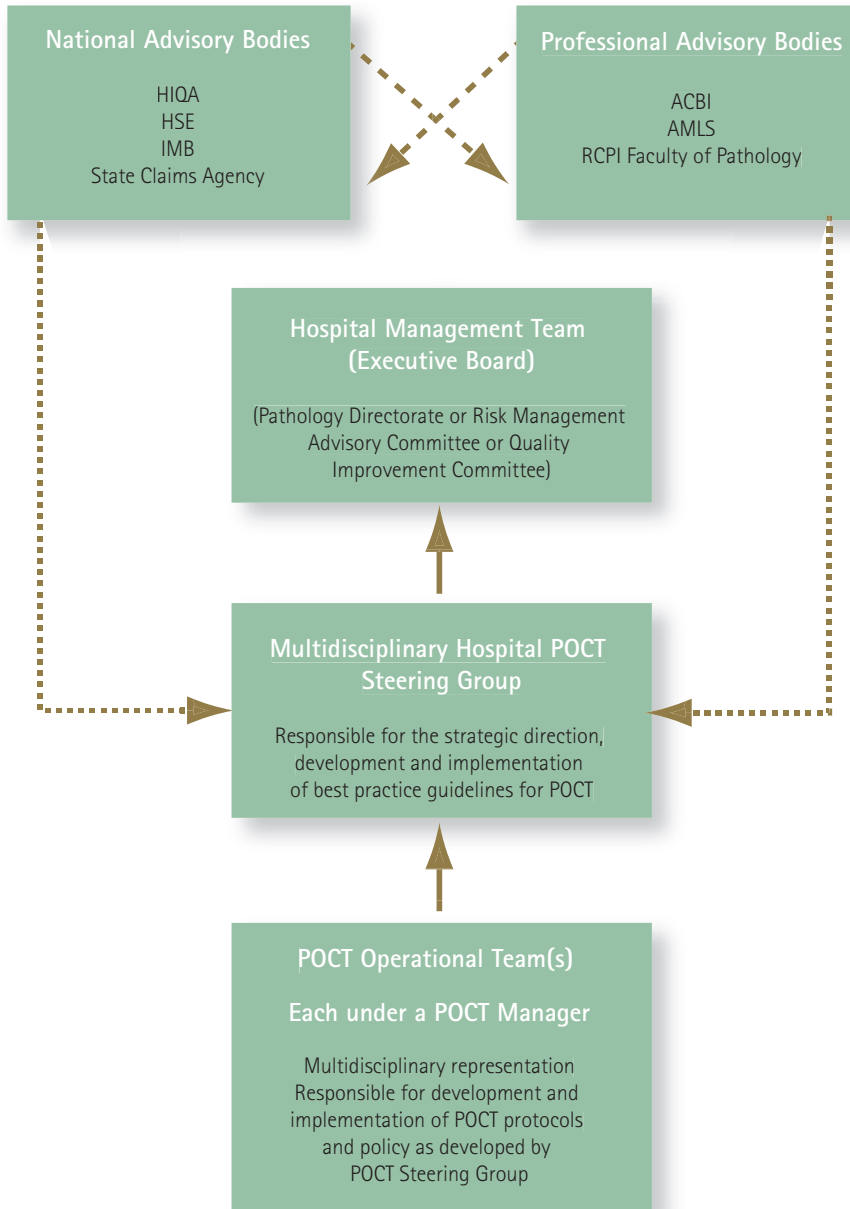 National Advisory Bodies
HIQA
HSE
IMB
State Claims Agency
Professional Advisory Bodies
ACBI
AMLS
RCPI Faculty of Pathology
Hospital Management Team
(Executive Board)
(Pathology Directorate or Risk Management
Advisory Committee or Quality
Improvement Committee)
Multidisciplinary Hospital POCT
Steering Group
Responsible for the strategic direction,
development and implementation
of best practice guidelines for POCT
POCT Operational Team(s)
Each under a POCT Manager
Multidisciplinary representation
Responsible for development and
implementation of POCT protocols
and policy as developed by
POCT Steering Group